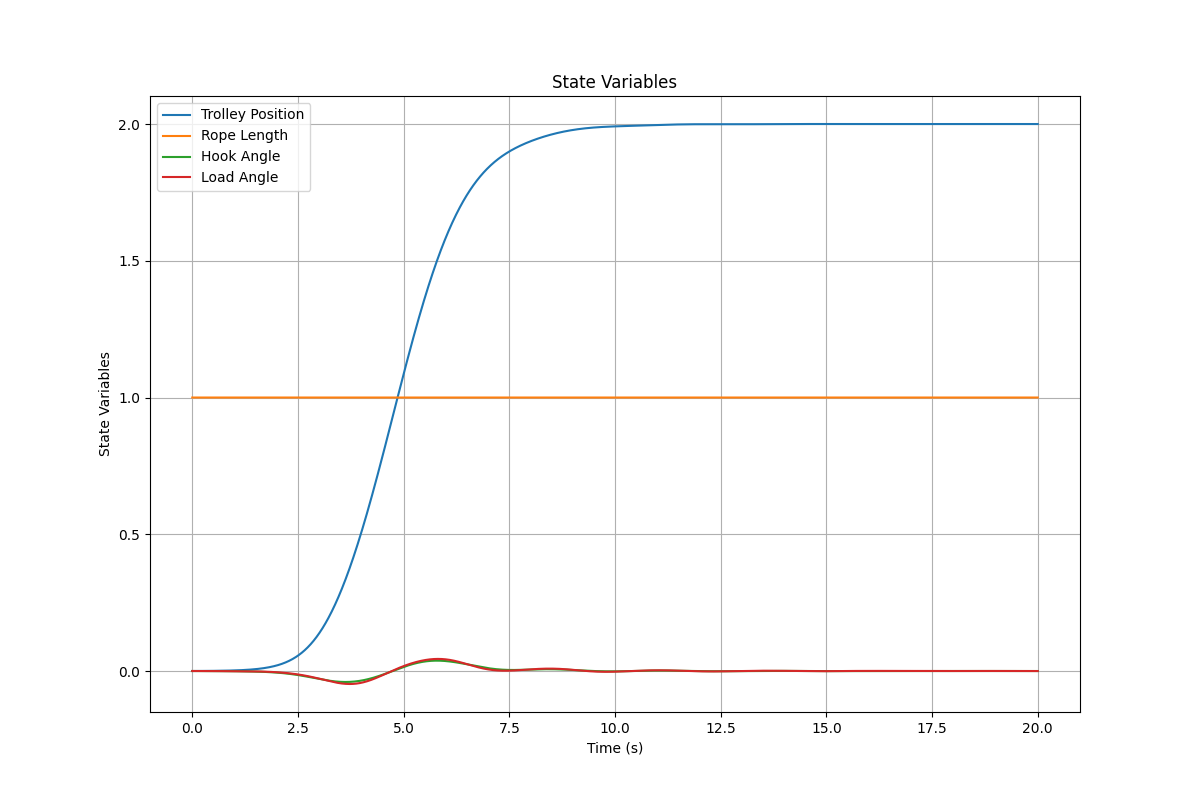 State Variables
Trolley Position
Rope Length
Hook Angle
Load Angle
2.0
1.5
1.0
0.5
0.0
State Variables
0.0 2.5 5.0 7.5 10.0 12.5 15.0 17.5 20.0
Time (s)